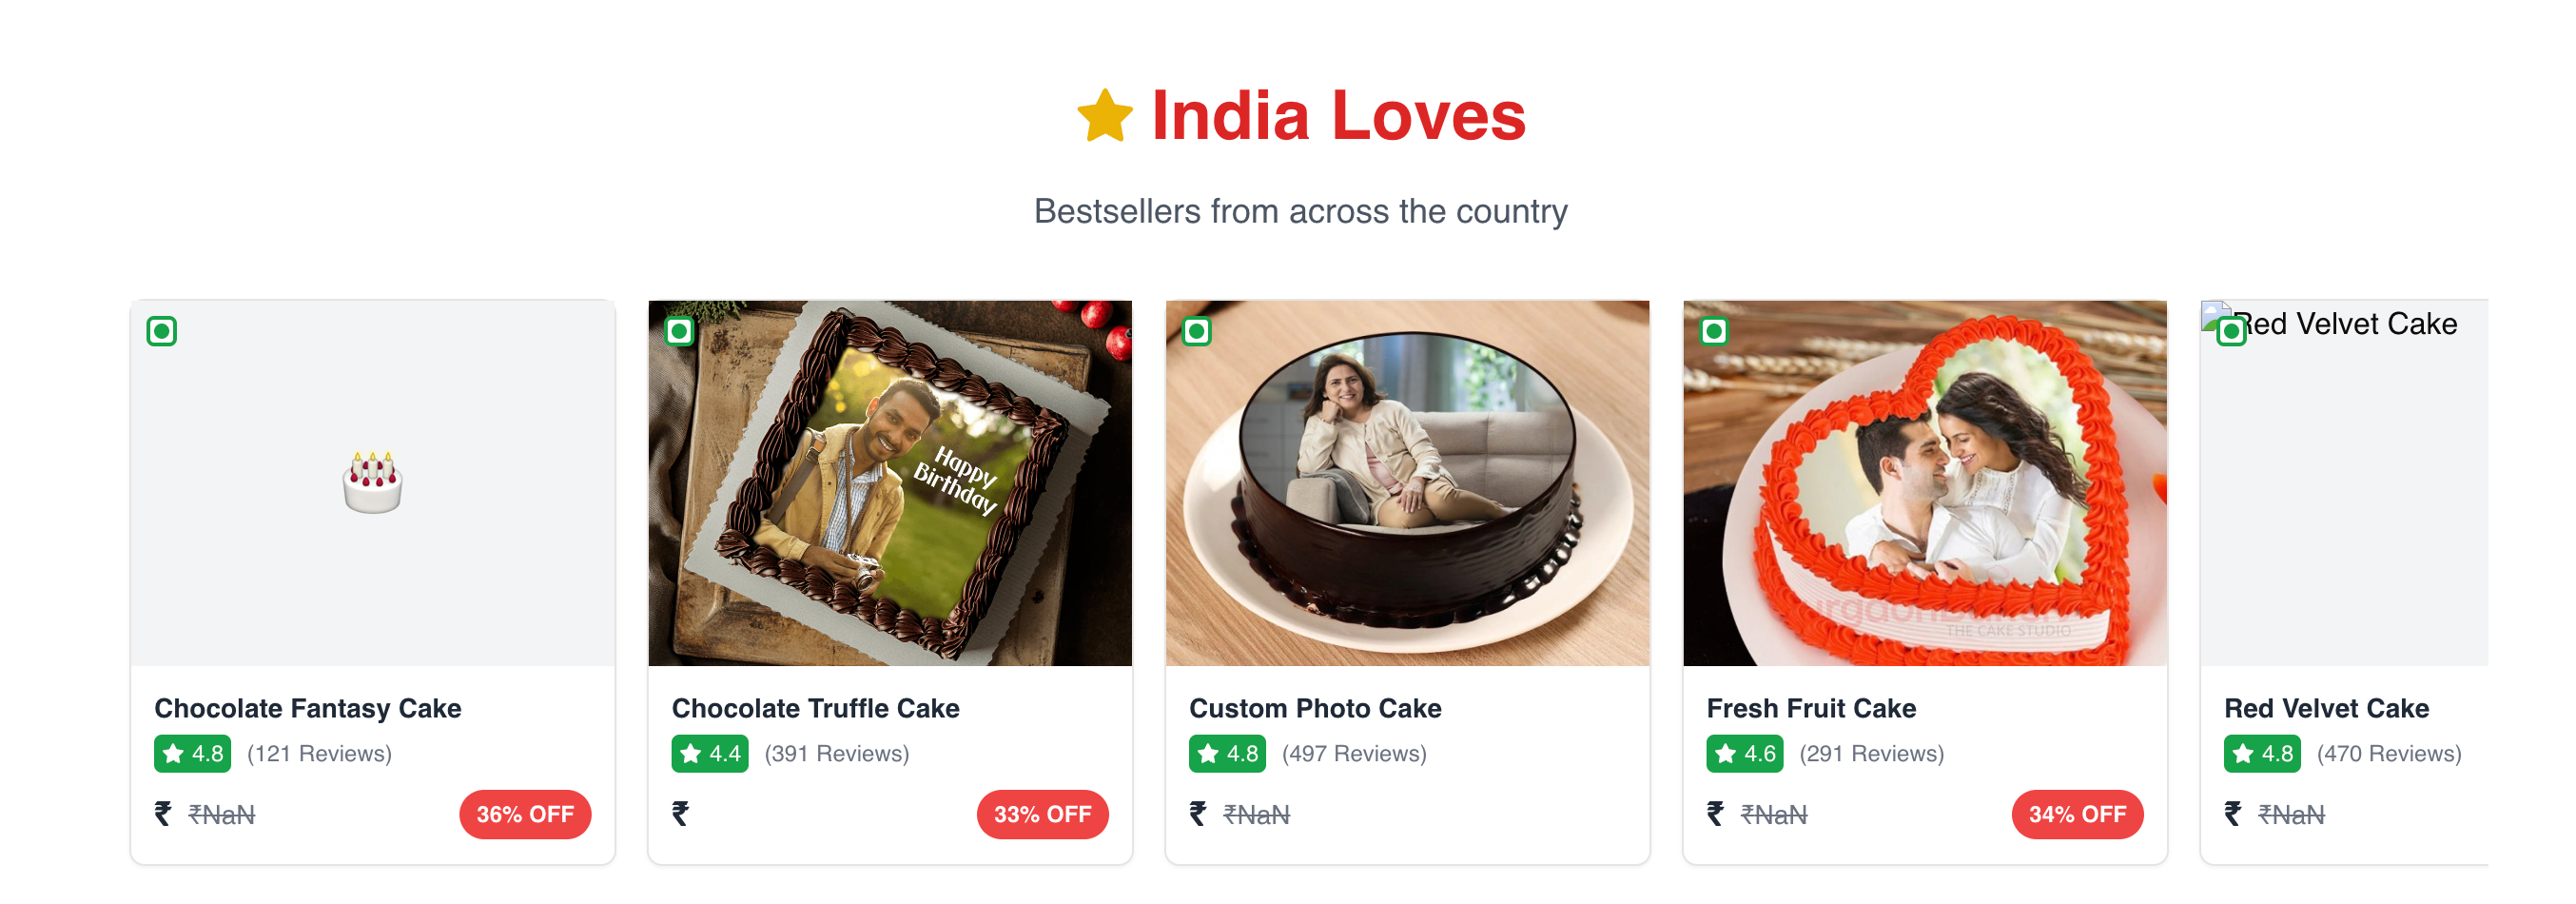 India Loves
Bestsellers from across the country
Red Velvet Cake
Happy
Birthday
THE CAKE STUDIO
Chocolate Fantasy Cake
4.8 (121 Reviews)
₹ ₹NaN 36% OFF
Chocolate Truffle Cake
4.4 (391 Reviews)
₹ 33% OFF
Custom Photo Cake
4.8 (497 Reviews)
₹ ₹NaN
Fresh Fruit Cake
4.6 (291 Reviews)
₹ ₹NaN 34% OFF
Red Velvet Cake
4.8 (470 Reviews)
₹ ₹NaN